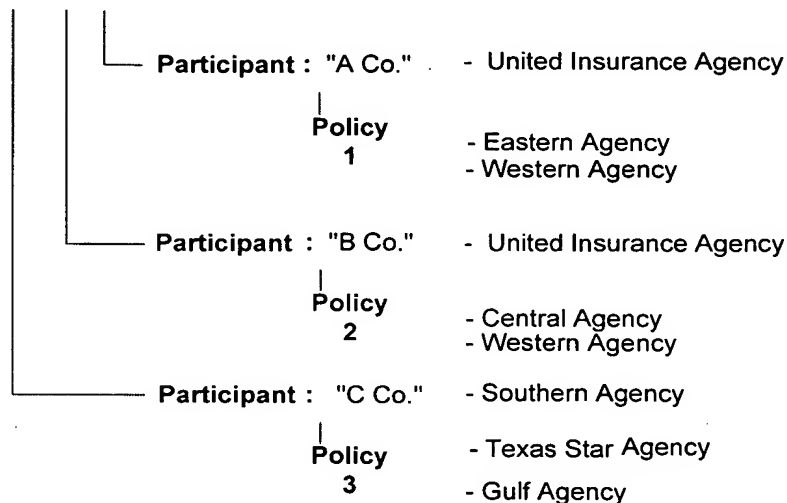 Participant : "A Co." - United Insurance Agency
Policy
1
- Eastern Agency
- Western Agency
Participant : "B Co." - United Insurance Agency
Policy
2
- Central Agency
- Western Agency
Participant : "C Co." - Southern Agency
Policy
3
- Texas Star Agency
- Gulf Agency